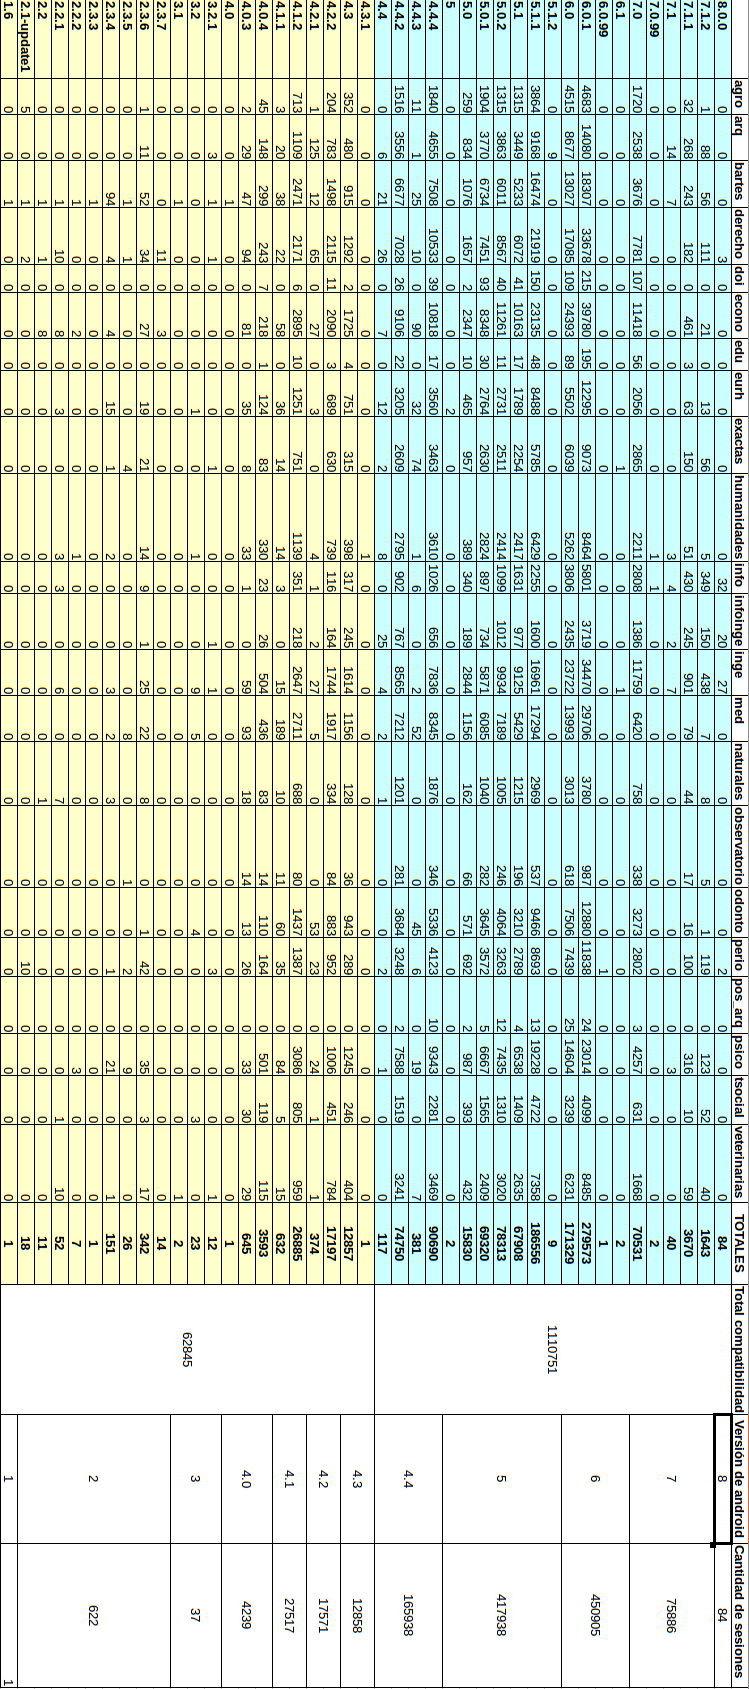 agro arq bartes derecho doi econo edu eurh exactas humanidades info infoinge inge med naturales observatorio odonto perio pos_arq psico tsocial veterinarias TOTALES Total compatibilidad Versión de android Cantidad de sesiones
8.0.0 0 0 0 3 0 0 0 0 0 0 32 20 27 0 0 0 0 2 0 0 0 0 84 1110751 8 84
7.1.2 1 88 56 111 0 21 0 13 56 5 349 150 438 7 8 5 1 119 0 123 52 40 1643 7 75886
7.1.1 32 268 243 182 0 461 3 63 150 51 430 245 901 79 44 17 16 100 0 316 10 59 3670
7.1 0 14 7 0 0 0 0 0 0 3 4 2 7 0 0 0 0 0 0 3 0 0 40
7.0.99 0 0 0 0 0 0 0 0 0 1 1 0 0 0 0 0 0 0 0 0 0 0 2
7.0 1720 2538 3676 7781 107 11418 56 2056 2865 2211 2808 1386 11759 6420 758 338 3273 2802 3 4257 631 1668 70531
6.1 0 0 0 0 0 0 0 0 1 0 0 0 1 0 0 0 0 0 0 0 0 0 2 6 450905
6.0.99 0 0 0 0 0 0 0 0 0 0 0 0 0 0 0 0 0 1 0 0 0 0 1
6.0.1 4683 14080 18307 33678 215 39780 195 12295 9073 8464 5801 3719 34470 29706 3780 987 12880 11838 24 23014 4099 8485 279573
6.0 4515 8677 13027 17085 109 24393 89 5502 6039 5262 3806 2435 23722 13993 3013 618 7506 7439 25 14604 3239 6231 171329
5.1.2 0 9 0 0 0 0 0 0 0 0 0 0 0 0 0 0 0 0 0 0 0 0 9 5 417938
5.1.1 3864 9168 16474 21919 150 23135 48 8488 5785 6429 2255 1600 16961 17294 2969 537 9466 8693 13 19228 4722 7358 186556
5.1 1315 3449 5233 6072 41 10163 17 1789 2254 2417 1631 977 9125 5429 1215 196 3210 2789 4 6538 1409 2635 67908
5.0.2 1315 3863 6011 8567 40 11261 11 2731 2511 2414 1099 1012 9934 7189 1005 246 4064 3263 12 7435 1310 3020 78313
5.0.1 1904 3770 6734 7451 93 8348 30 2764 2630 2824 897 734 5871 6085 1040 282 3645 3572 5 6667 1565 2409 69320
5.0 259 834 1076 1657 2 2347 10 465 957 389 340 189 2844 1156 162 66 571 692 2 987 393 432 15830
5 0 0 0 0 0 0 0 2 0 0 0 0 0 0 0 0 0 0 0 0 0 0 2
4.4.4 1840 4655 7508 10533 39 10818 17 3560 3463 3610 1026 656 7836 8345 1876 346 5336 4123 10 9343 2281 3469 90690 4.4 165938
4.4.3 11 1 25 10 0 90 0 32 74 1 6 0 2 52 0 0 45 6 0 19 0 7 381
4.4.2 1516 3556 6677 7028 26 9106 22 3205 2609 2795 902 767 8565 7212 1201 281 3684 3248 2 7588 1519 3241 74750
4.4 0 6 21 26 0 7 0 12 2 8 0 25 4 2 1 0 0 2 0 1 0 0 117
4.3.1 0 0 0 0 0 0 0 0 0 1 0 0 0 0 0 0 0 0 0 0 0 0 1 62845 4.3 12858
4.3 352 480 915 1292 2 1725 4 751 315 398 317 245 1614 1156 128 36 943 289 0 1245 246 404 12857
4.2.2 204 783 1498 2115 11 2090 3 689 630 739 116 164 1744 1917 334 84 883 952 0 1006 451 784 17197 4.2 17571
4.2.1 1 125 12 65 0 27 0 3 0 4 1 2 27 5 0 0 53 23 0 24 1 1 374
4.1.2 713 1109 2471 2171 6 2895 10 1251 751 1139 351 218 2647 2711 688 80 1437 1387 0 3086 805 959 26885 4.1 27517
4.1.1 3 20 38 22 0 58 0 36 14 14 3 0 15 189 10 11 60 35 0 84 5 15 632
4.0.4 45 148 299 243 7 218 1 124 83 330 23 26 504 436 83 14 110 164 0 501 119 115 3593 4.0 4239
4.0.3 2 29 47 94 0 81 0 35 8 33 1 0 59 93 18 14 13 26 0 33 30 29 645
4.0 0 0 1 0 0 0 0 0 0 0 0 0 0 0 0 0 0 0 0 0 0 0 1
3.2.1 0 3 1 1 0 0 0 0 1 0 0 1 1 0 0 0 0 3 0 0 0 1 12 3 37
3.2 0 0 0 0 0 0 0 1 0 1 0 0 9 5 0 0 4 0 0 0 3 0 23
3.1 0 0 1 0 0 0 0 0 0 0 0 0 0 0 0 0 0 0 0 0 0 1 2
2.3.7 0 0 0 11 0 3 0 0 0 0 0 0 0 0 0 0 0 0 0 0 0 0 14 2 622
2.3.6 1 11 52 34 0 27 0 19 21 14 9 1 25 22 8 0 1 42 0 35 3 17 342
2.3.5 0 0 1 1 0 0 0 0 4 0 0 0 0 8 0 1 0 2 0 9 0 0 26
2.3.4 0 0 94 4 0 4 0 15 1 2 0 0 3 2 3 0 0 1 0 21 0 1 151
2.3.3 0 0 1 0 0 0 0 0 0 0 0 0 0 0 0 0 0 0 0 0 0 0 1
2.2.2 0 0 1 0 0 2 0 0 0 1 0 0 0 0 0 0 0 0 0 3 0 0 7
2.2.1 0 0 1 10 0 8 0 3 0 3 3 0 6 0 7 0 0 0 0 0 1 10 52
2.2 0 0 1 1 0 8 0 0 0 0 0 0 0 0 1 0 0 0 0 0 0 0 11
2.1-update1 5 0 1 2 0 0 0 0 0 0 0 0 0 0 0 0 0 10 0 0 0 0 18
1.6 0 0 1 0 0 0 0 0 0 0 0 0 0 0 0 0 0 0 0 0 0 0 1 1 1